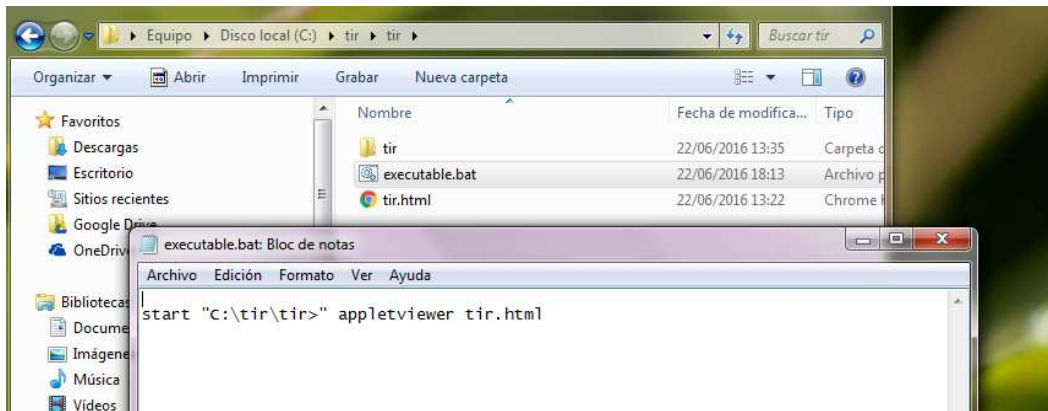 Equipo Disco local (C:) tir tir
Buscar tir
Organizar Abrir Imprimir Grabar Nueva carpeta
Favoritos
Descargas
Escritorio
Sitios recientes
Google Drive
OneDriv
Bibliotecas
Docume
Imágene
Música
Vídeos
Nombre Fecha de modifica... Tipo
tir 22/06/2016 13:35 Carpeta d
executable.bat 22/06/2016 18:13 Archivo p
tir.html 22/06/2016 13:22 Chrome H
executable.bat: Bloc de notas
Archivo Edición Formato Ver Ayuda
start "C:\tir\tir>" appletviewer tir.html